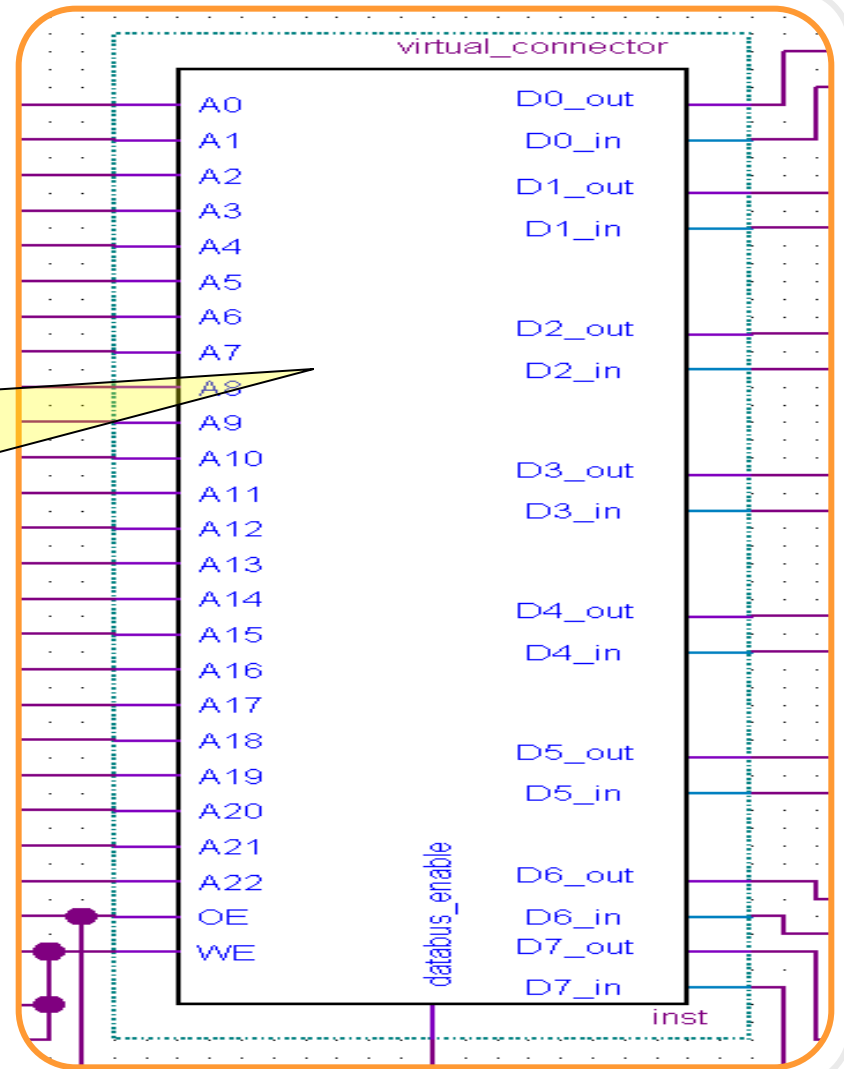 virtual_connector
A0
A1
A2
A3
A4
A5
A6
A7
A8
A9
A10
A11
A12
A13
A14
A15
A16
A17
A18
A19
A20
A21
A22
OE
WE
databus_enable
D0_out
D0_in
D1_out
D1_in
D2_out
D2_in
D3_out
D3_in
D4_out
D4_in
D5_out
D5_in
D6_out
D6_in
D7_out
D7_in
inst